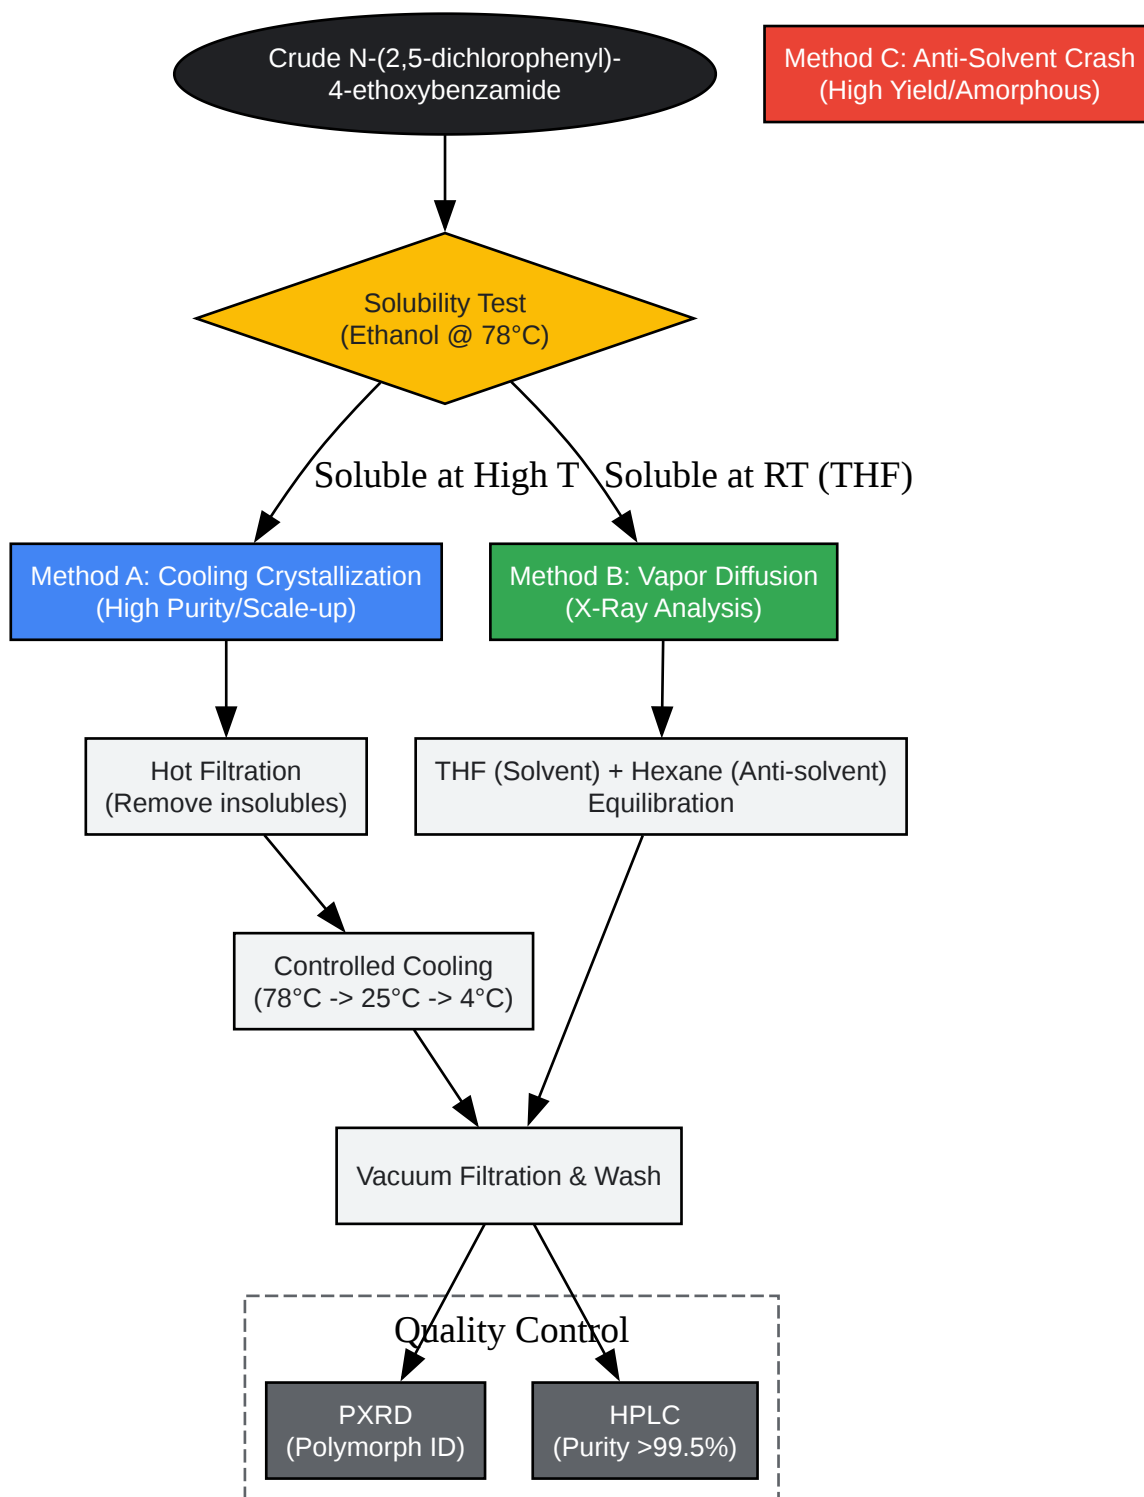 Crude N-(2,5-dichlorophenyl)-
4-ethoxybenzamide
Method C: Anti-Solvent Crash
(High Yield/Amorphous)
Solubility Test
(Ethanol @ 78°C)
Soluble at High T
Soluble at RT (THF)
Method A: Cooling Crystallization
(High Purity/Scale-up)
Method B: Vapor Diffusion
(X-Ray Analysis)
Hot Filtration
(Remove insolubles)
THF (Solvent) + Hexane (Anti-solvent)
Equilibration
Controlled Cooling
(78°C -> 25°C -> 4°C)
Vacuum Filtration & Wash
Quality Control
PXRD
(Polymorph ID)
HPLC
(Purity >99.5%)